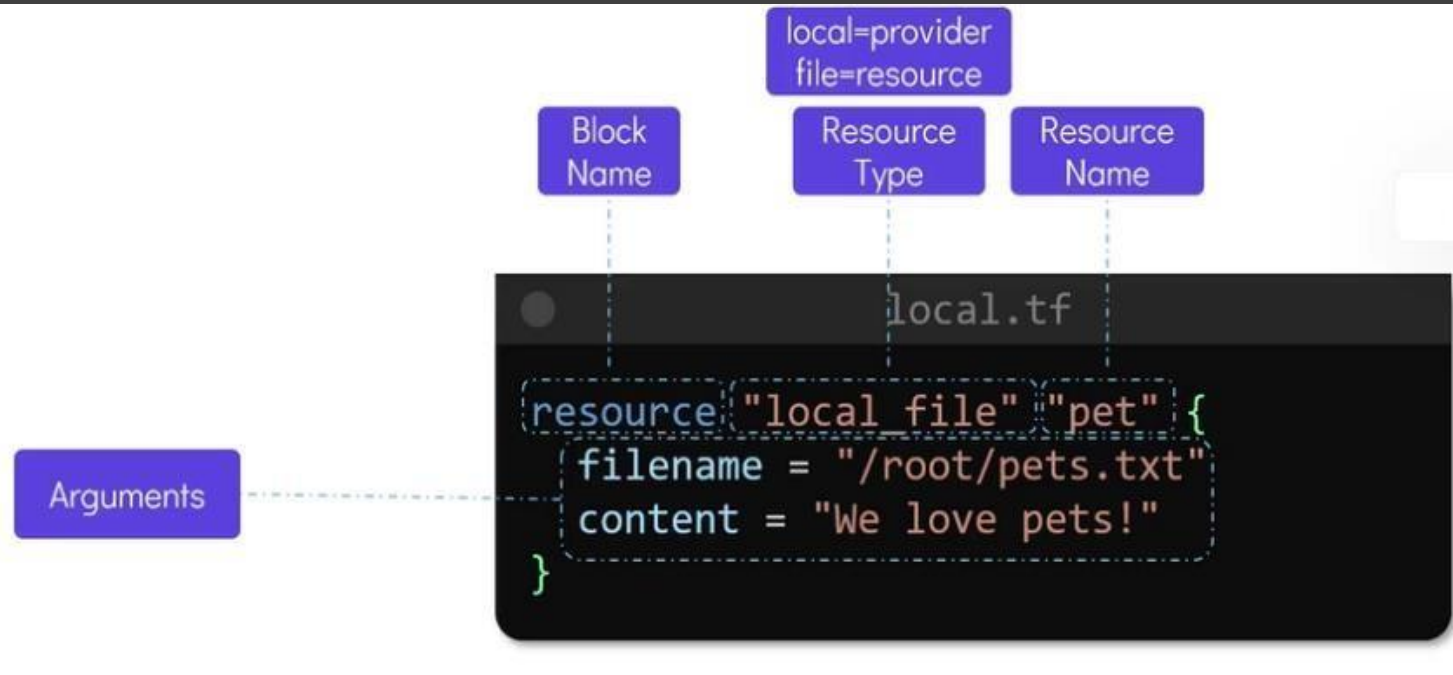 local=provider
file=resource
Block
Name
Resource
Type
Resource
Name
local.tf
resource "local_file" "pet" {
filename = "/root/pets.txt"
content = "We love pets!"
}
Arguments